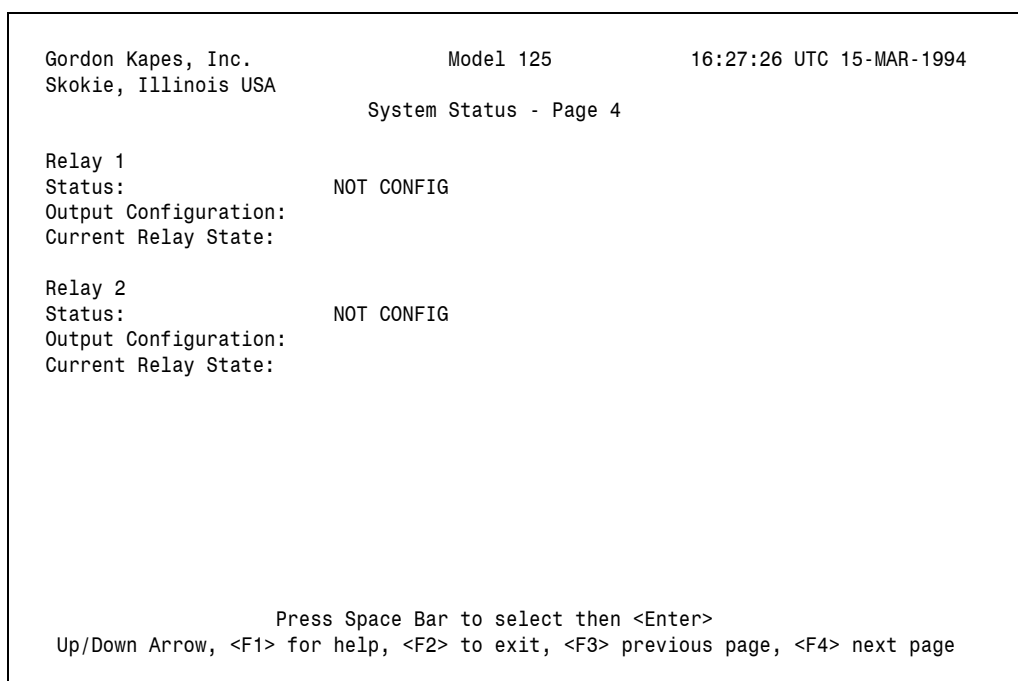 Gordon Kapes, Inc. Model 125 16:27:26 UTC 15-MAR-1994
Skokie, Illinois USA
System Status - Page 4
Relay 1
Status: NOT CONFIG
Output Configuration:
Current Relay State:
Relay 2
Status: NOT CONFIG
Output Configuration:
Current Relay State:
Press Space Bar to select then <Enter>
Up/Down Arrow, <F1> for help, <F2> to exit, <F3> previous page, <F4> next page